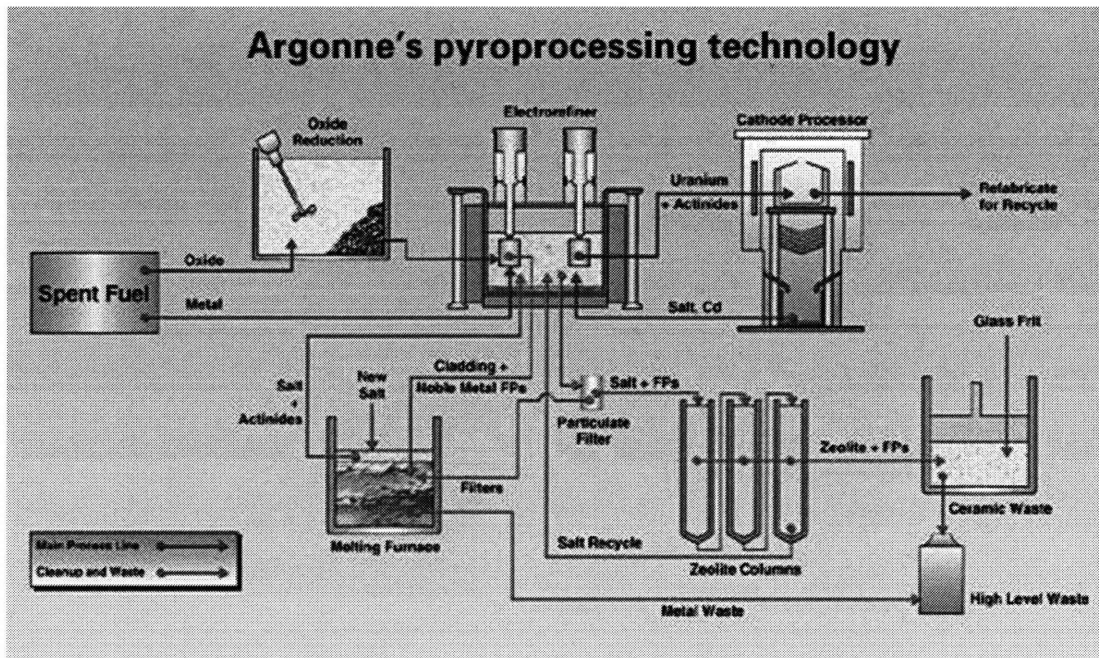 Argonne's pyroprocessing technology
Electrorefiner
Cathode Processor
Oxide
Reduction
Uranium
+ Actinides
Refabricate
for Recycle
Oxide
Spent Fuel
Metal
Salt, Cd
Glass Frit
Cladding +
Noble Metal FPs
Salt
+
Actinides
New
Salt
Salt + FPs
Particulate
Filter
Zeolite + FPs
Filters
Ceramic Waste
Main Process Line
Cleanup and Waste
Melting Furnace
Salt Recycle
Zeolite Columns
High Level Waste
Metal Waste